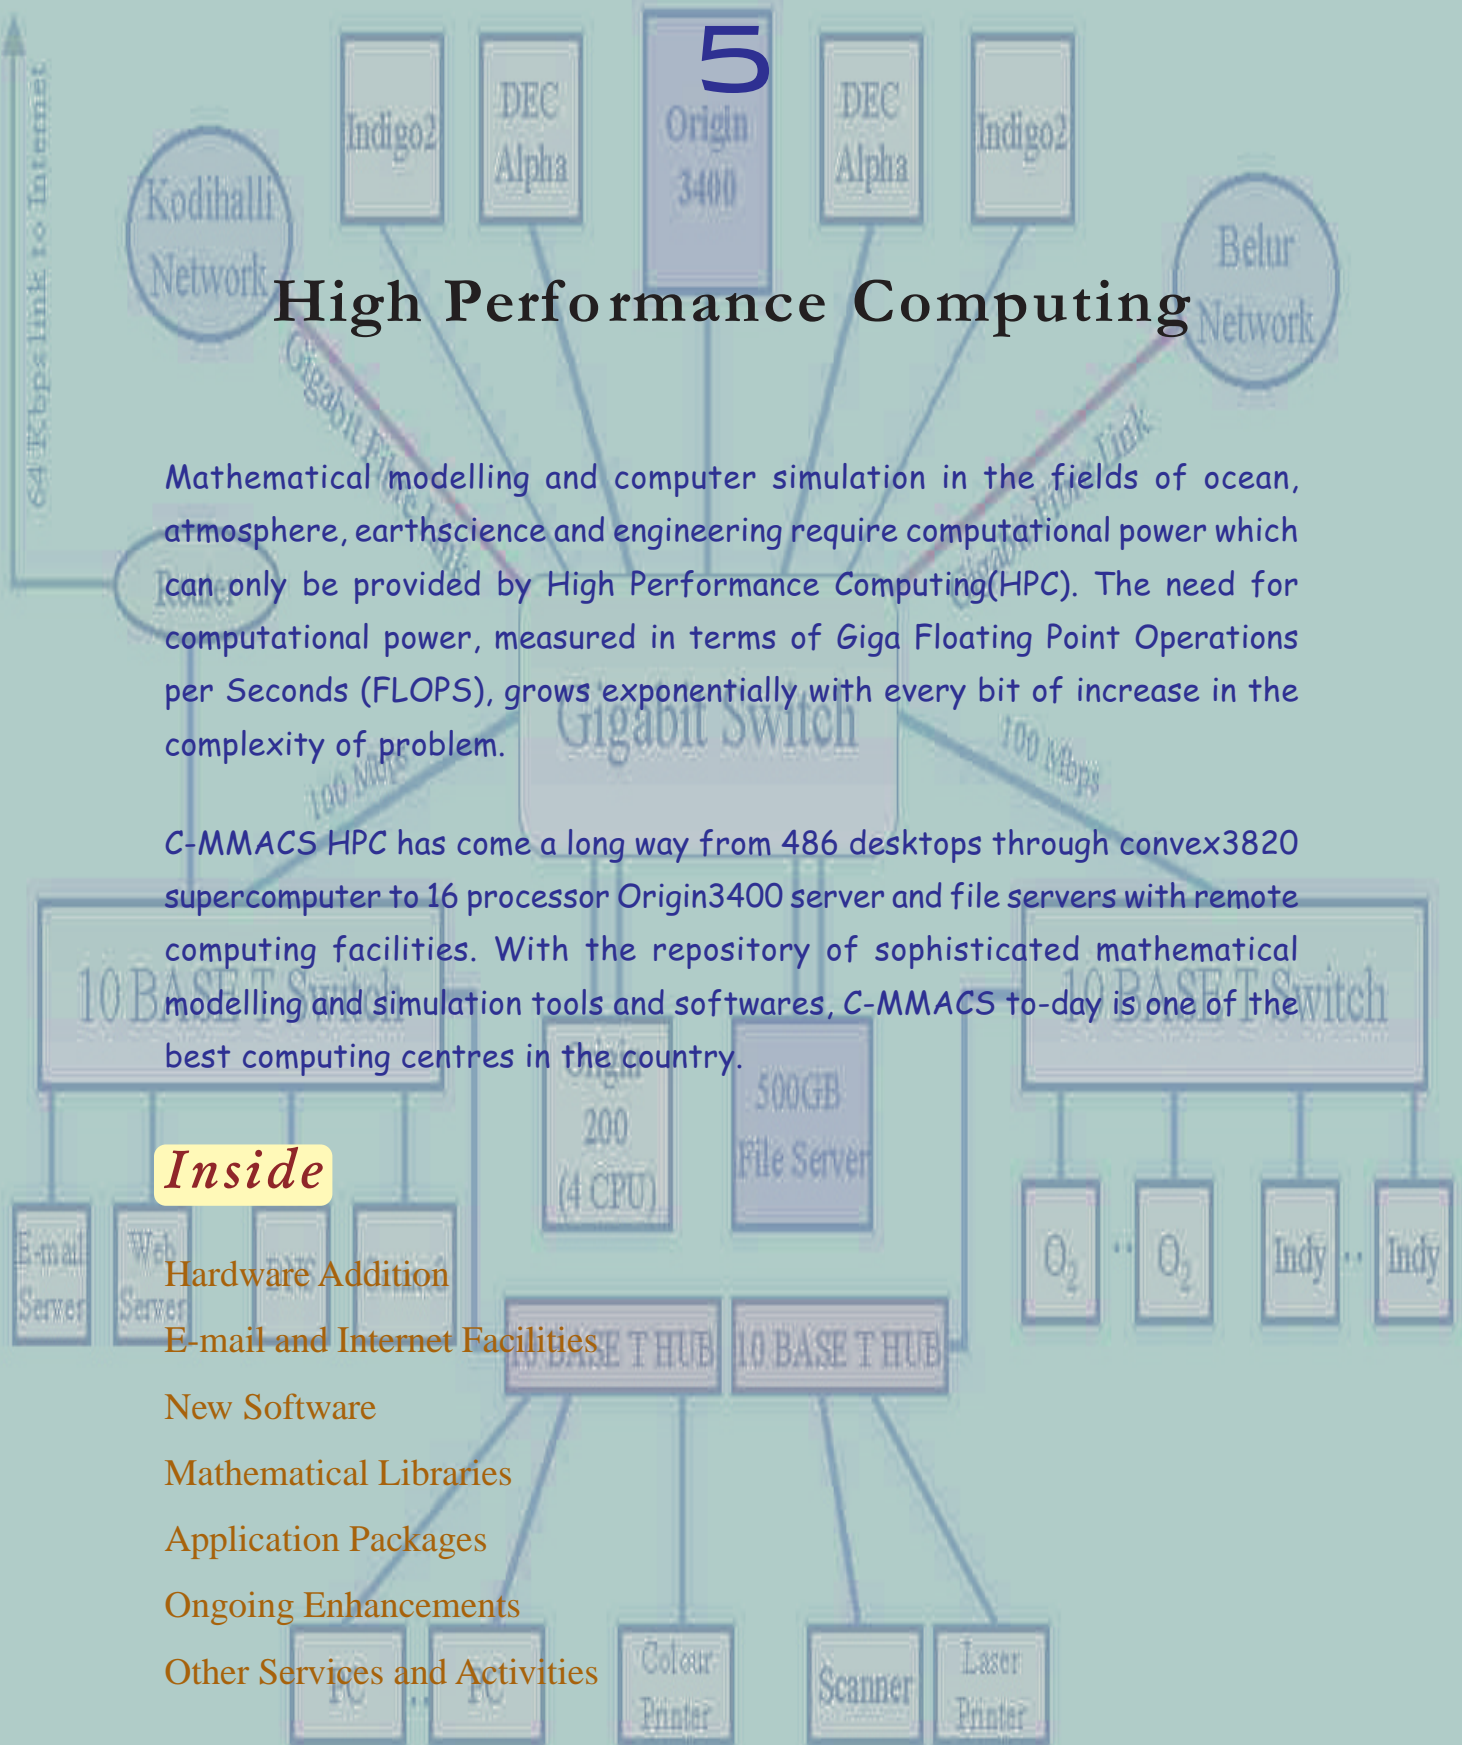 5
High Performance Computing
Mathematical modelling and computer simulation in the fields of ocean,
atmosphere, earthscience and engineering require computational power which
can only be provided by High Performance Computing(HPC). The need for
computational power, measured in terms of Giga Floating Point Operations
per Seconds (FLOPS), grows exponentially with every bit of increase in the
complexity of problem.
C-MMACS HPC has come a long way from 486 desktops through convex3820
supercomputer to 16 processor Origin3400 server and file servers with remote
computing facilities. With the repository of sophisticated mathematical
modelling and simulation tools and softwares, C-MMACS to-day is one of the
best computing centres in the country.
Inside
Hardware Addition
E-mail and Internet Facilities
New Software
Mathematical Libraries
Application Packages
Ongoing Enhancements
Other Services and Activities
64 Kbps link to Internet
Kodihalli
Network
Indigo2
DEC
Alpha
Origin
3400
DEC
Alpha
Indigo2
Belur
Network
Gigabit Fibre Link
Gigabit Fibre Link
Router
Gigabit Switch
100 Mbps
100 Mbps
10 BASE T Switch
10 BASE T Switch
Origin
200
(4 CPU)
500GB
File Server
E-mail
Server
Web
Server
DNS
Q2
..
Q2
Indy
..
Indy
10 BASE T HUB
10 BASE T HUB
PC
..
PC
Colour
Printer
Scanner
Laser
Printer